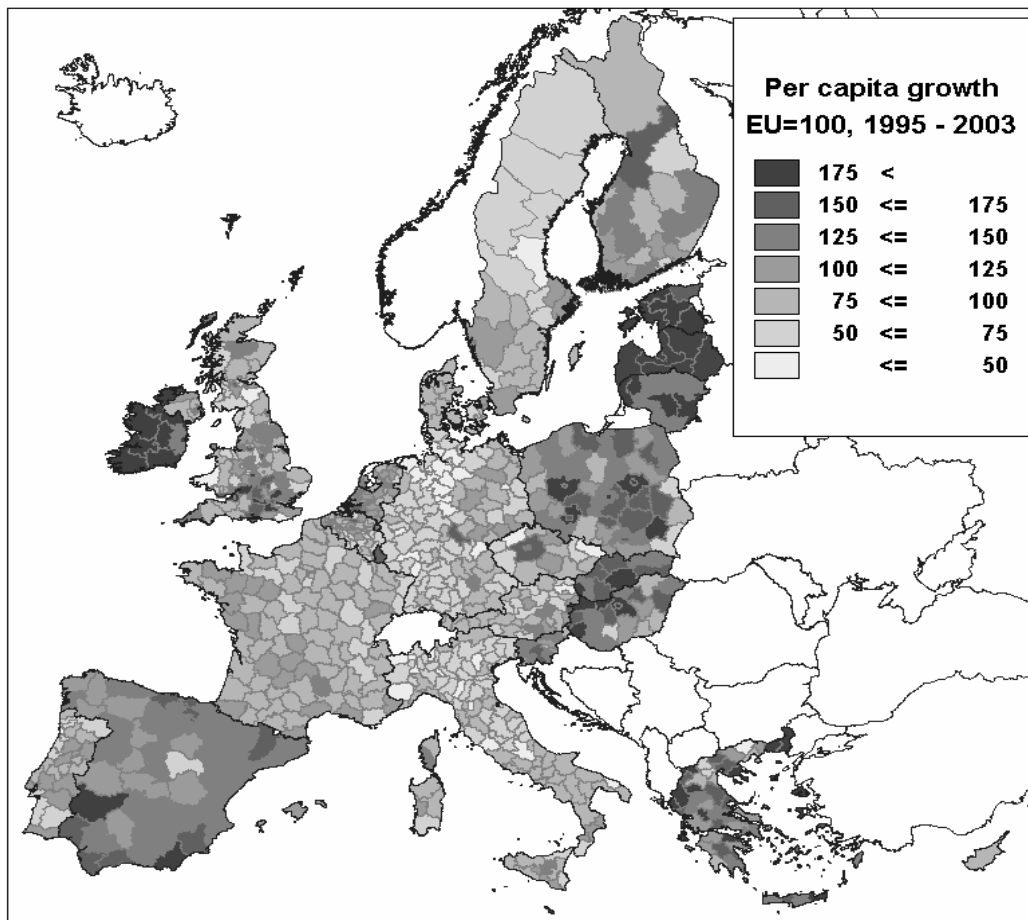 Per capita growth
EU=100, 1995 - 2003
175 <
150 <= 175
125 <= 150
100 <= 125
75 <= 100
50 <= 75
<= 50